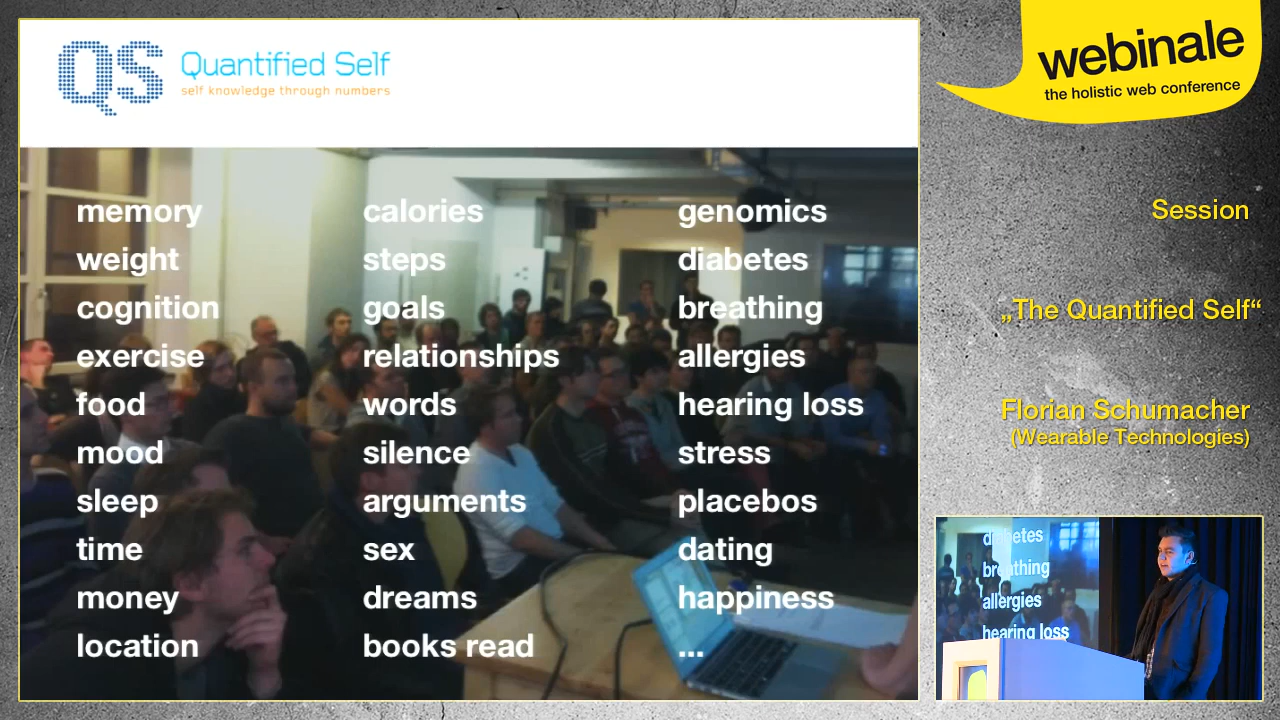 QS Quantified Self
self knowledge through numbers
memory
weight
cognition
exercise
food
mood
sleep
time
money
location
calories
steps
goals
relationships
words
silence
arguments
sex
dreams
books read
genomics
diabetes
breathing
allergies
hearing loss
stress
placebos
dating
happiness
...
webinale
the holistic web conference
Session
„The Quantified Self“
Florian Schumacher
(Wearable Technologies)
diabetes
breathing
allergies
hearing loss